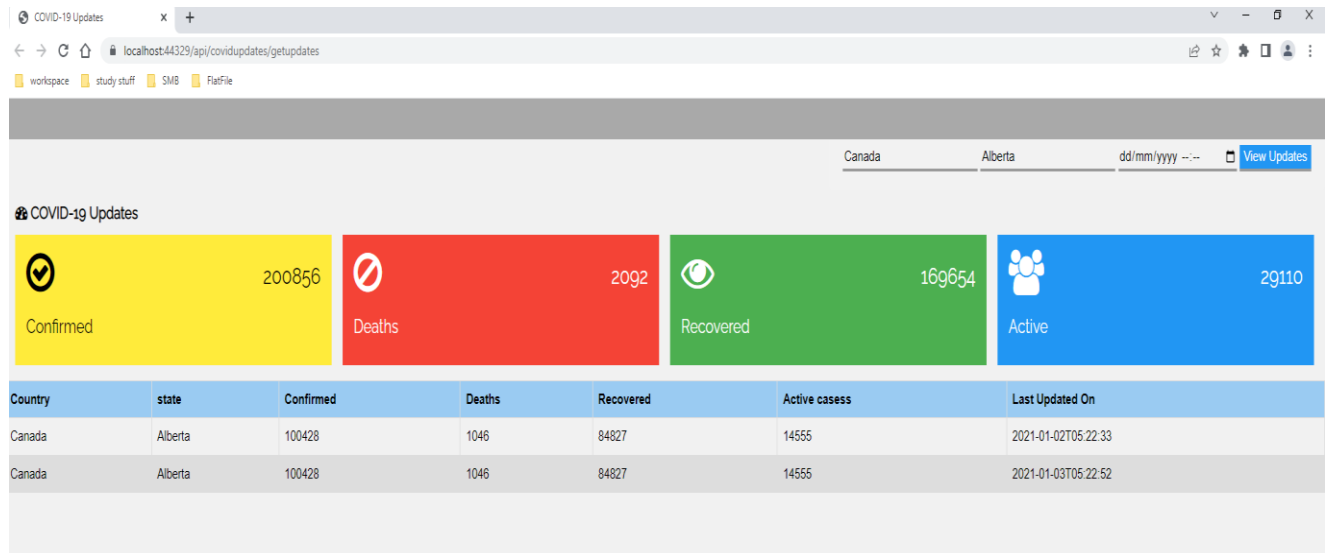 COVID-19 Updates
localhost:44329/api/covidupdates/getupdates
workspace study stuff SMB FlatFile
Canada Alberta dd/mm/yyyy --:-- View Updates
COVID-19 Updates
200856 2092 169654 29110
Confirmed Deaths Recovered Active
Country state Confirmed Deaths Recovered Active casess Last Updated On
Canada Alberta 100428 1046 84827 14555 2021-01-02T05:22:33
Canada Alberta 100428 1046 84827 14555 2021-01-03T05:22:52